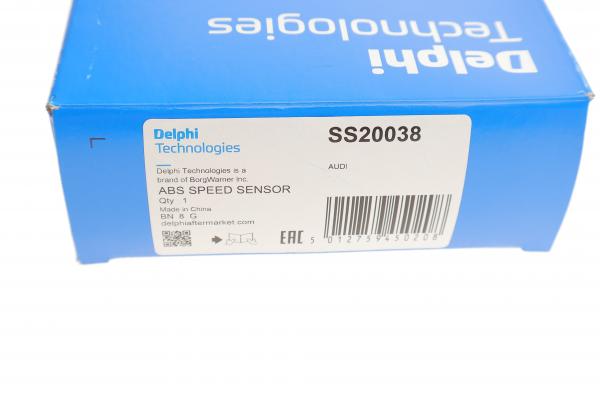 Delphi
Technologies
Delphi
Technologies
SS20038
Delphi Technologies is a
brand of BorgWarner Inc.
AUDI
ABS SPEED SENSOR
Qty 1
Made in China
BN 8 G
delphiaftermarket.com
EAC
5 012759 450208